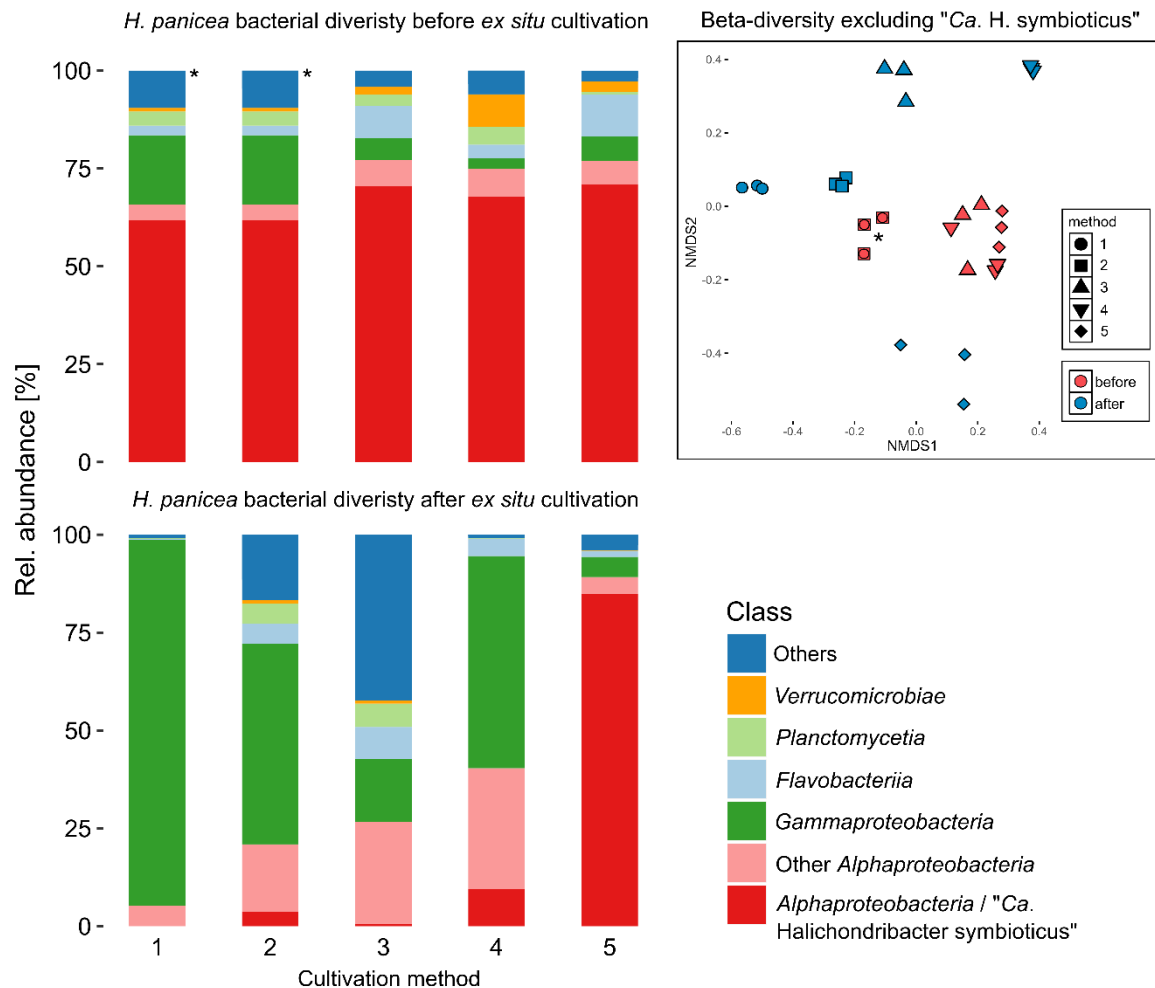 H. panicea bacterial diveristy before ex situ cultivation
100
*
*
75
50
25
0
Rel. abundance [%]
H. panicea bacterial diveristy after ex situ cultivation
100
75
50
25
0
1 2 3 4 5
Cultivation method
Beta-diversity excluding "Ca. H. symbioticus"
0.4
0.2
0.0
-0.2
-0.4
NMDS2
*
-0.6 -0.4 -0.2 0.0 0.2 0.4
NMDS1
method
1
2
3
4
5
before
after
Class
Others
Verrucomicrobiae
Planctomycetia
Flavobacteriia
Gammaproteobacteria
Other Alphaproteobacteria
Alphaproteobacteria / "Ca.
Halichondribacter symbioticus"